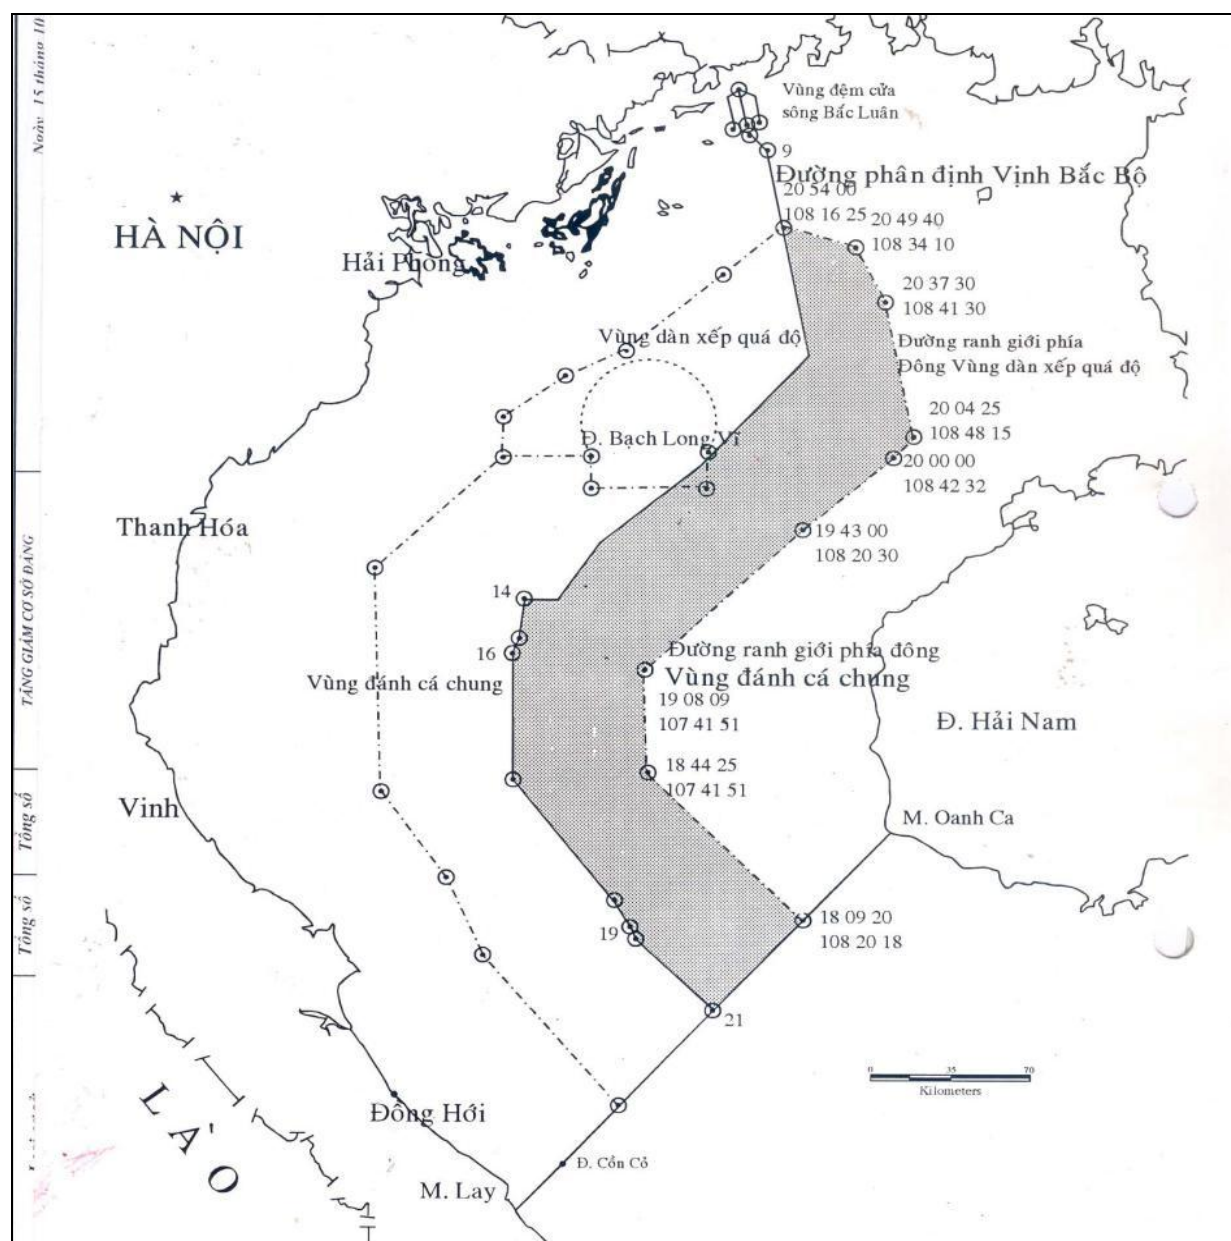 Ngày 15 tháng 10
Vùng đệm cửa
sông Bắc Luân
9
Đường phân định Vịnh Bắc Bộ
20 54 00
108 16 25
20 49 40
108 34 10
HÀ NỘI
Hải Phòng
20 37 30
108 41 30
Vùng dàn xếp quá độ
Đường ranh giới phía
Đông Vùng dàn xếp quá độ
20 04 25
108 48 15
Đ. Bạch Long Vĩ
20 00 00
108 42 32
Thanh Hóa
19 43 00
108 20 30
TĂNG GIẢM CƠ SỞ ĐẢNG
14
16
Đường ranh giới phía đông
Vùng đánh cá chung
Vùng đánh cá chung
19 08 09
107 41 51
Đ. Hải Nam
18 44 25
107 41 51
Vinh
Tổng số
M. Oanh Ca
Tổng số
18 09 20
108 20 18
19
21
0 35 70
Kilometers
LÀO
Đồng Hới
Đ. Cồn Cỏ
M. Lay